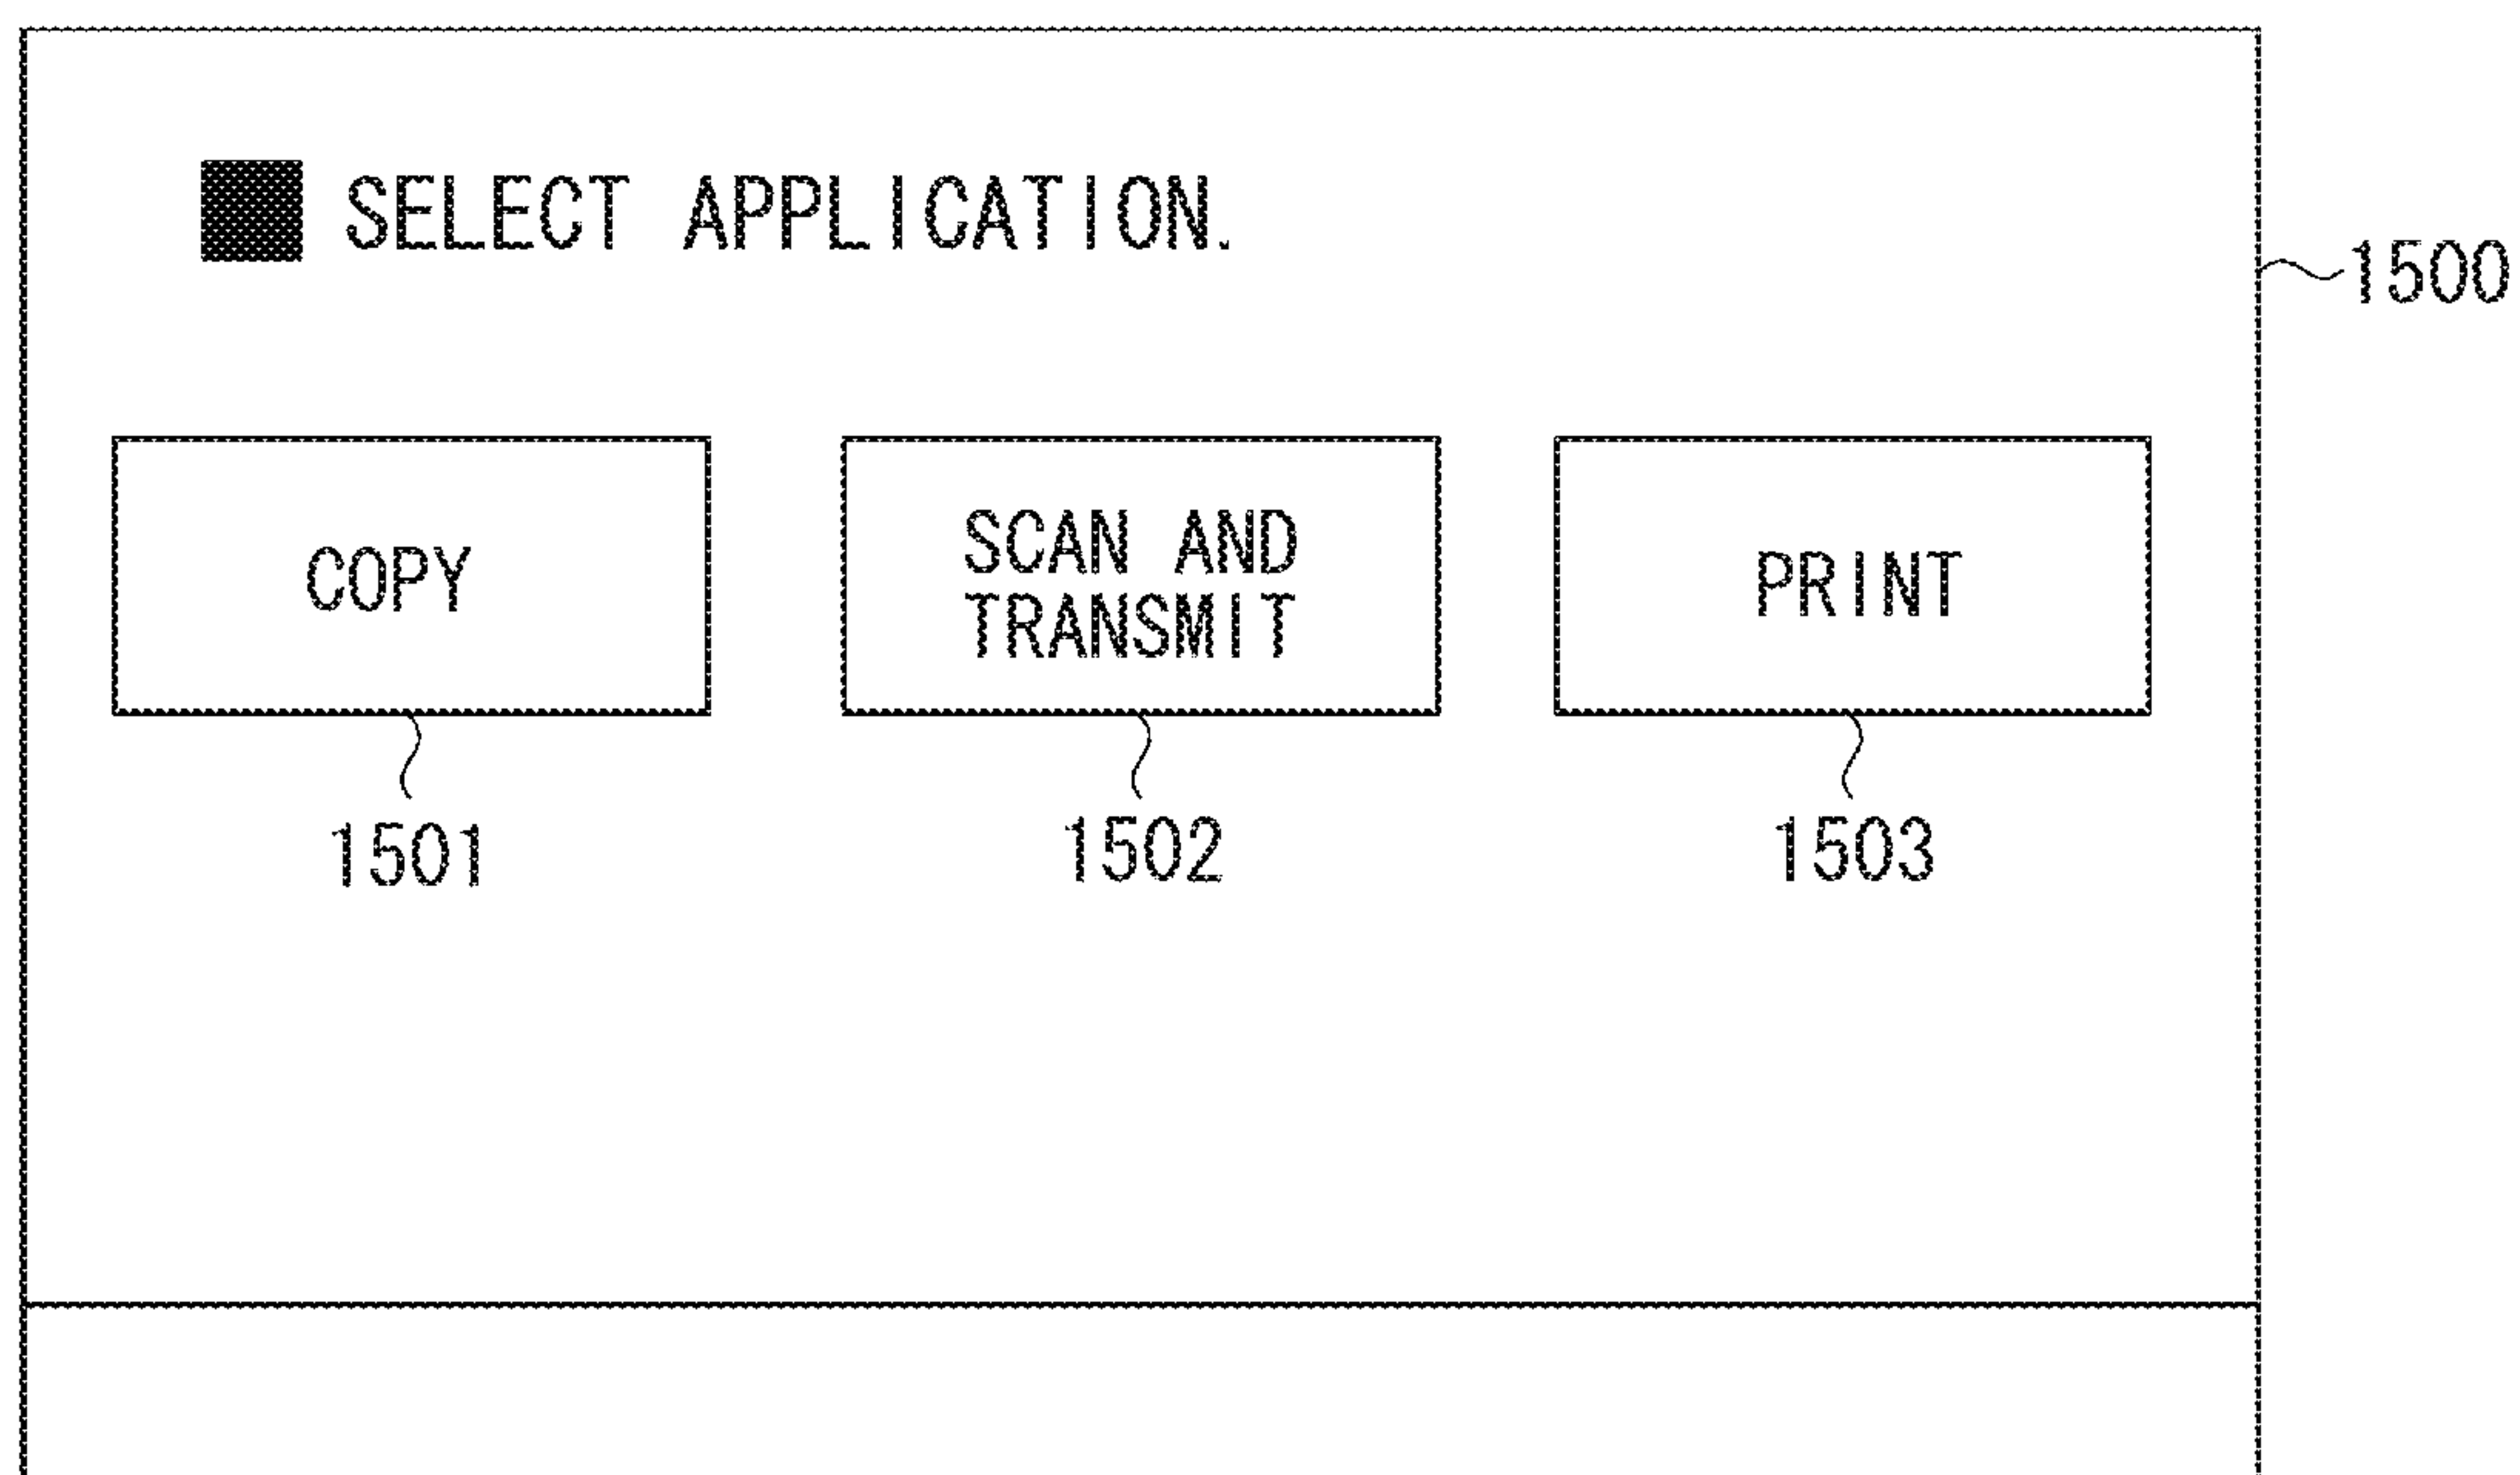 SELECT APPLICATION.
1500
COPY
SCAN AND
TRANSMIT
PRINT
1501
1502
1503